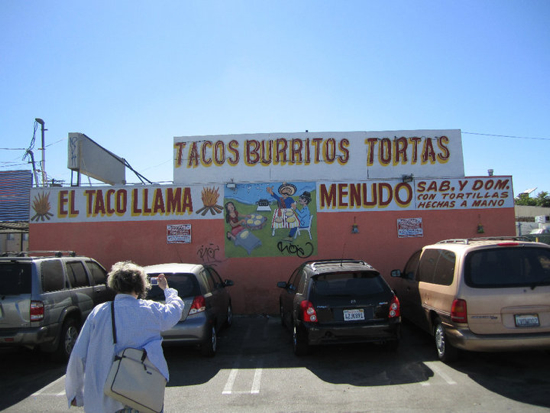 TACOS BURRITOS TORTAS
EL TACO LLAMA
MENUDO
SAB. Y DOM.
CON TORTILLAS
HECHAS A MANO